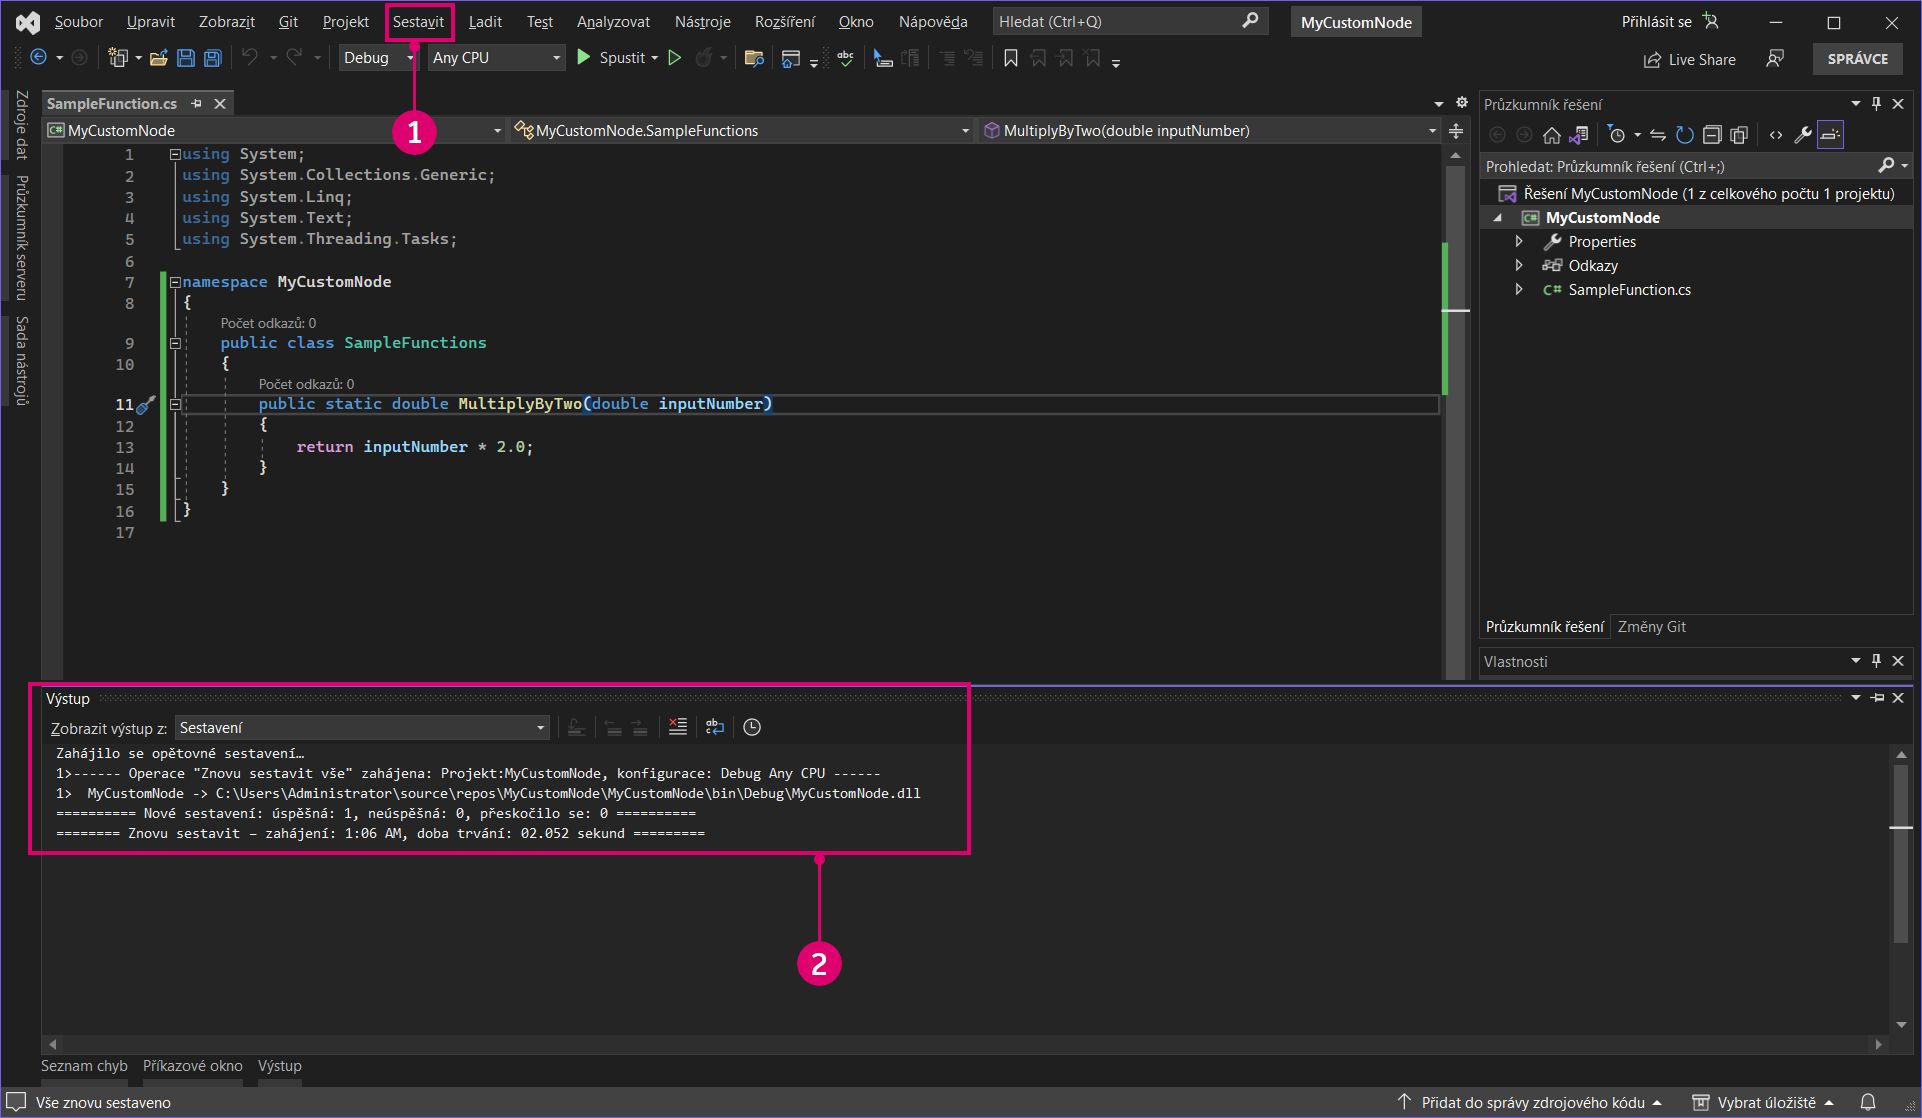 Soubor Upravit Zobrazit Git Projekt Sestavit Ladit Test Analyzovat Nástroje Rozšíření Okno Nápověda Hledat (Ctrl+Q) MyCustomNode Přihlásit se
Debug Any CPU Spustit Live Share SPRÁVCE
1
SampleFunction.cs
MyCustomNode MyCustomNode.SampleFunctions MultiplyByTwo(double inputNumber)
Zdroje dat
Průzkumník serveru
Sada nástrojů
1 using System;
2 using System.Collections.Generic;
3 using System.Linq;
4 using System.Text;
5 using System.Threading.Tasks;
6
7 namespace MyCustomNode
8 {
Počet odkazů: 0
9 public class SampleFunctions
10 {
Počet odkazů: 0
11 public static double MultiplyByTwo(double inputNumber)
12 {
13 return inputNumber * 2.0;
14 }
15 }
16 }
17
Průzkumník řešení
Prohledat: Průzkumník řešení (Ctrl+;)
Řešení MyCustomNode (1 z celkového počtu 1 projektu)
C# MyCustomNode
Properties
Odkazy
C# SampleFunction.cs
Průzkumník řešení Změny Git
Vlastnosti
Výstup
Zobrazit výstup z: Sestavení
Zahájilo se opětovné sestavení…
1>------ Operace "Znovu sestavit vše" zahájena: Projekt:MyCustomNode, konfigurace: Debug Any CPU ------
1>  MyCustomNode -> C:\Users\Administrator\source\repos\MyCustomNode\MyCustomNode\bin\Debug\MyCustomNode.dll
========== Nové sestavení: úspěšná: 1, neúspěšná: 0, přeskočilo se: 0 ==========
======== Znovu sestavit – zahájení: 1:06 AM, doba trvání: 02.052 sekund =========
2
Seznam chyb Příkazové okno Výstup
Vše znovu sestaveno Přidat do správy zdrojového kódu Vybrat úložiště